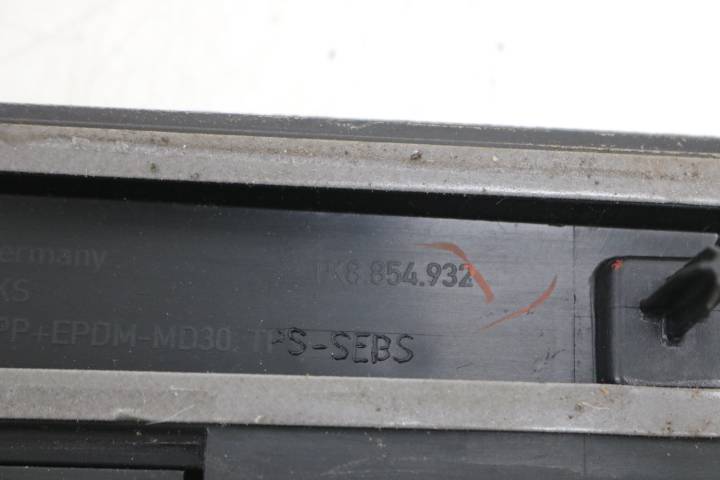 ermany
1K8.854.932
KS
PP+EPDM-MD30, TPS-SEBS